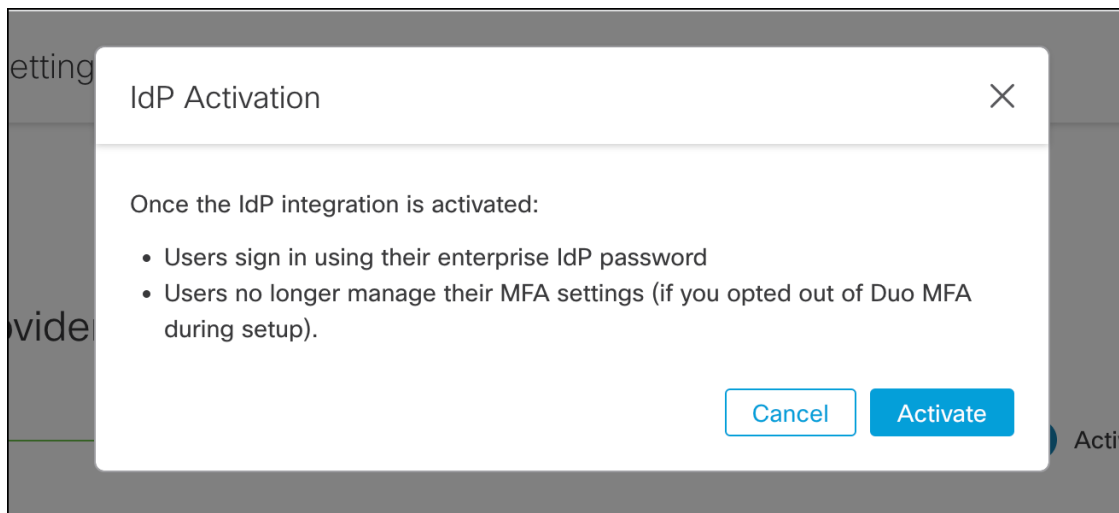 etting
IdP Activation
Once the IdP integration is activated:
• Users sign in using their enterprise IdP password
• Users no longer manage their MFA settings (if you opted out of Duo MFA
during setup).
ovider
Cancel
Activate
Acti